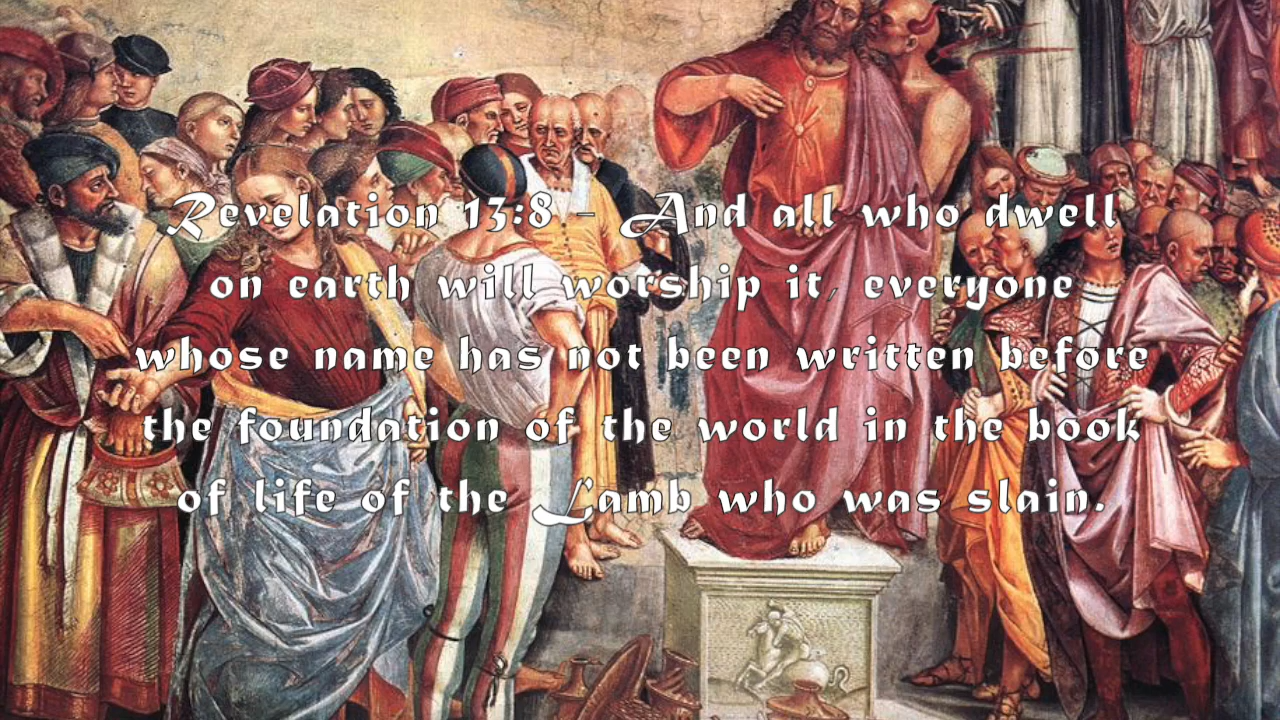 Revelation 13:8 - And all who dwell
on earth will worship it, everyone
whose name has not been written before
the foundation of the world in the book
of life of the Lamb who was slain.